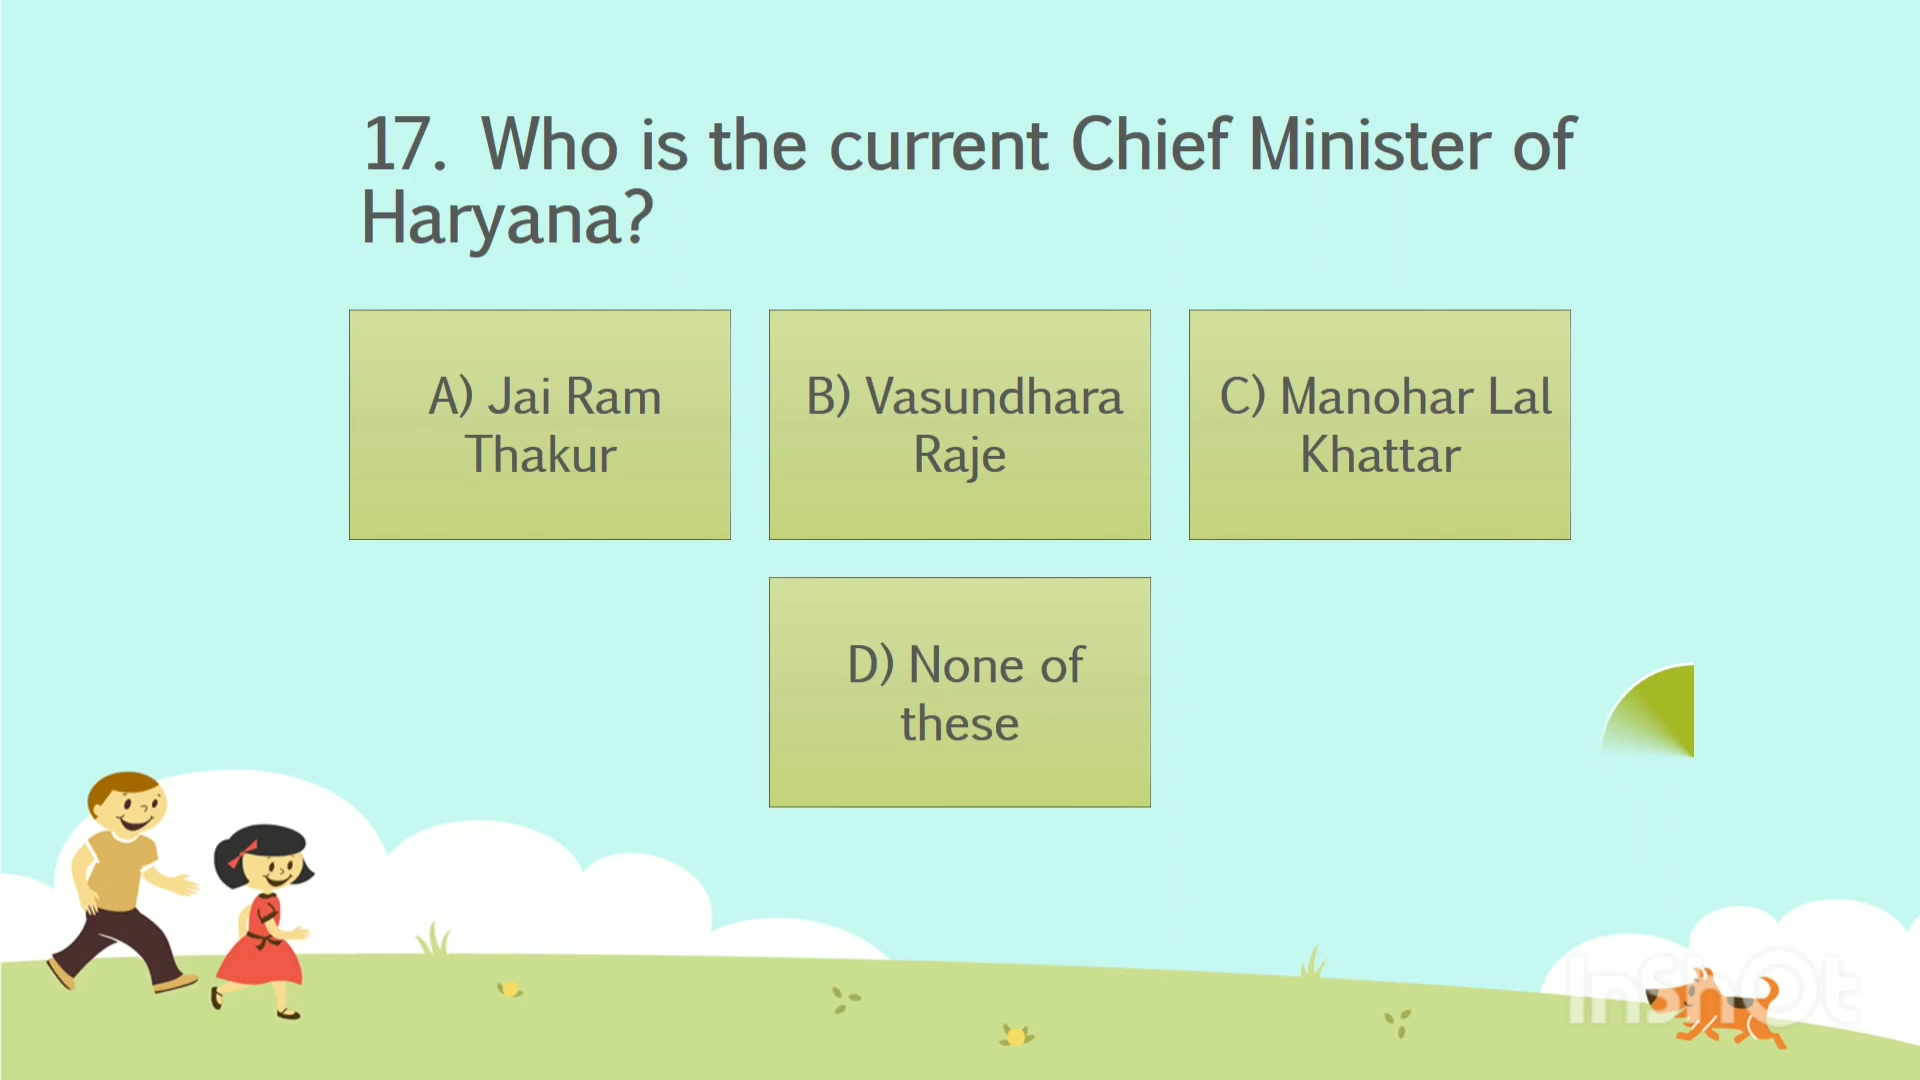 17. Who is the current Chief Minister of
Haryana?
A) Jai Ram
Thakur
B) Vasundhara
Raje
C) Manohar Lal
Khattar
D) None of
these
InShOt